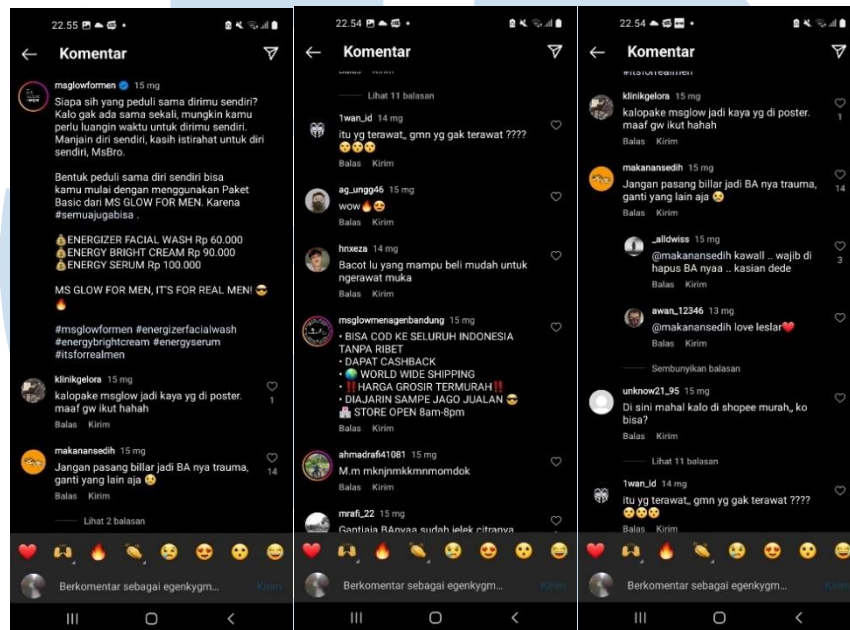 22.55
Komentar
msglowformen 15 mg
Siapa sih yang peduli sama dirimu sendiri?
Kalo gak ada sama sekali, mungkin kamu
perlu luangin waktu untuk dirimu sendiri.
Manjain diri sendiri, kasih istirahat untuk diri
sendiri, MsBro.
Bentuk peduli sama diri sendiri bisa
kamu mulai dengan menggunakan Paket
Basic dari MS GLOW FOR MEN. Karena
#semuajugabisa .
💰ENERGIZER FACIAL WASH Rp 60.000
💰ENERGY BRIGHT CREAM Rp 90.000
💰ENERGY SERUM Rp 100.000
MS GLOW FOR MEN, IT'S FOR REAL MEN! 😎
🔥
#msglowformen #energizerfacialwash
#energybrightcream #energyserum
#itsforrealmen
klinikgelora 15 mg
kalopake msglow jadi kaya yg di poster.
maaf gw ikut hahah
1
Balas Kirim
makanansedih 15 mg
Jangan pasang billar jadi BA nya trauma,
ganti yang lain aja 😢
14
Balas Kirim
Lihat 2 balasan
Berkomentar sebagai egenkygm...
Kirim
22.54
Komentar
Balas Kirim
Lihat 11 balasan
1wan_id 14 mg
itu yg terawat,, gmn yg gak terawat ????
😯😯😯
Balas Kirim
ag_ungg46 15 mg
wow🔥😍
Balas Kirim
hnxeza 14 mg
Bacot lu yang mampu beli mudah untuk
ngerawat muka
Balas Kirim
msglowmenagenbandung 15 mg
• BISA COD KE SELURUH INDONESIA
TANPA RIBET
• DAPAT CASHBACK
• 🌍 WORLD WIDE SHIPPING
• ‼️HARGA GROSIR TERMURAH‼️
• DIAJARIN SAMPE JAGO JUALAN 😎
🏪 STORE OPEN 8am-8pm
Balas Kirim
ahmadrafi41081 15 mg
M.m mknjnmkkmnmomdok
Balas Kirim
mrafi_22 15 mg
Gantiaja BAnyaa sudah jelek citranya
Berkomentar sebagai egenkygm...
Kirim
22.54
Komentar
#itsforrealmen
klinikgelora 15 mg
kalopake msglow jadi kaya yg di poster.
maaf gw ikut hahah
1
Balas Kirim
makanansedih 15 mg
Jangan pasang billar jadi BA nya trauma,
ganti yang lain aja 😢
14
Balas Kirim
_alldwiss 15 mg
@makanansedih kawall .. wajib di
hapus BA nyaa .. kasian dede
3
Balas Kirim
awan_12346 13 mg
@makanansedih love leslar❤️
Balas Kirim
Sembunyikan balasan
unknow21_95 15 mg
Di sini mahal kalo di shopee murah,, ko
bisa?
Balas Kirim
Lihat 11 balasan
1wan_id 14 mg
itu yg terawat,, gmn yg gak terawat ????
😯😯😯
Balas Kirim
Berkomentar sebagai egenkygm...
Kirim